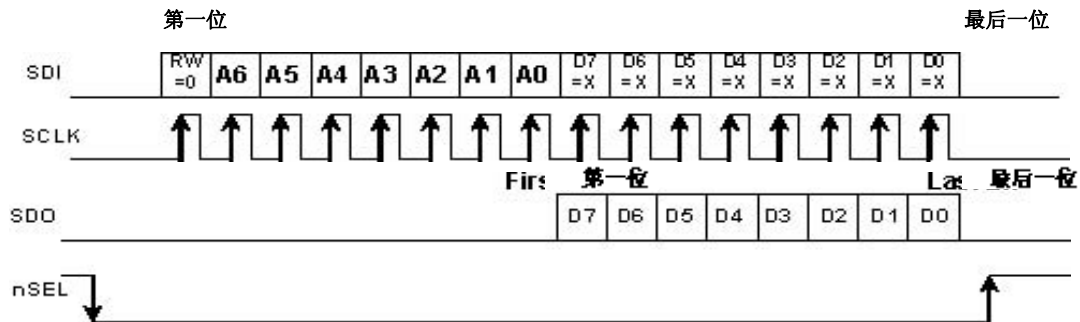 第一位 最后一位
SDI RW =0 A6 A5 A4 A3 A2 A1 A0 D7 =X D6 =X D5 =X D4 =X D3 =X D2 =X D1 =X D0 =X
SCLK
Firs 第一位 Las 最后一位
SDO D7 D6 D5 D4 D3 D2 D1 D0
nSEL